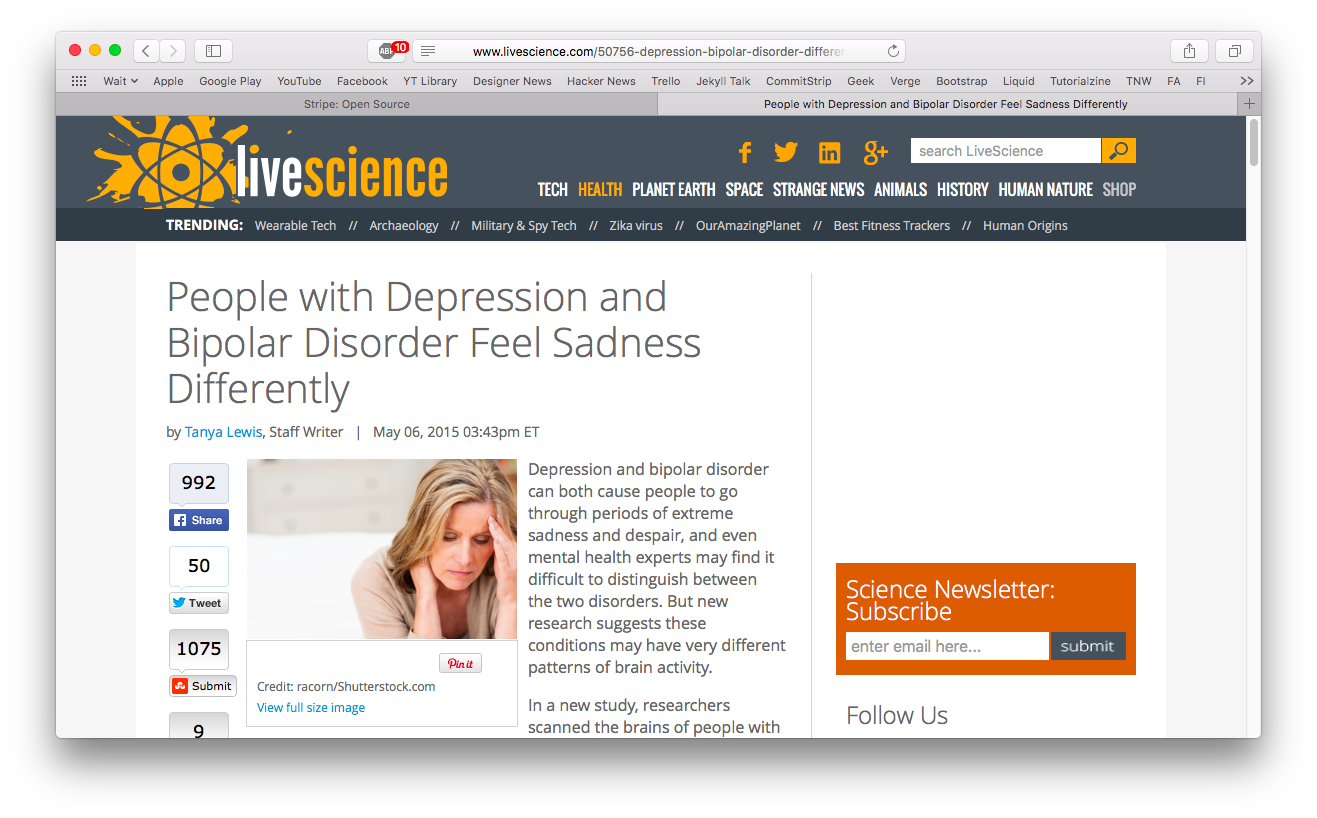 ABP 10
www.livescience.com/50756-depression-bipolar-disorder-differen
Wait Apple Google Play YouTube Facebook YT Library Designer News Hacker News Trello Jekyll Talk CommitStrip Geek Verge Bootstrap Liquid Tutorialzine TNW FA FI >>
Stripe: Open Source People with Depression and Bipolar Disorder Feel Sadness Differently +
livescience
search LiveScience
TECH HEALTH PLANET EARTH SPACE STRANGE NEWS ANIMALS HISTORY HUMAN NATURE SHOP
TRENDING: Wearable Tech // Archaeology // Military & Spy Tech // Zika virus // OurAmazingPlanet // Best Fitness Trackers // Human Origins
People with Depression and
Bipolar Disorder Feel Sadness
Differently
by Tanya Lewis, Staff Writer | May 06, 2015 03:43pm ET
992
Share
50
Tweet
1075
Submit
9
Pin it
Credit: racorn/Shutterstock.com
View full size image
Depression and bipolar disorder
can both cause people to go
through periods of extreme
sadness and despair, and even
mental health experts may find it
difficult to distinguish between
the two disorders. But new
research suggests these
conditions may have very different
patterns of brain activity.
In a new study, researchers
scanned the brains of people with
Science Newsletter:
Subscribe
enter email here...
submit
Follow Us